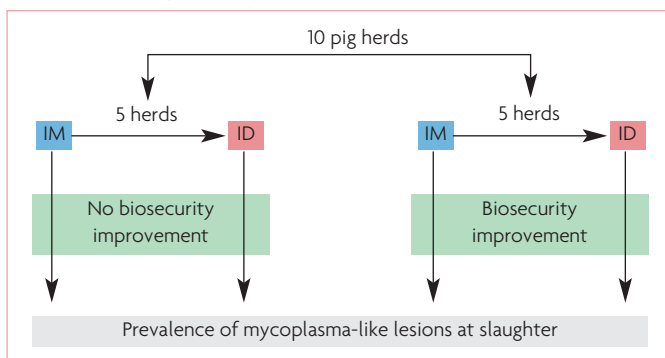 10 pig herds
5 herds
5 herds
IM
ID
IM
ID
No biosecurity
improvement
Biosecurity
improvement
Prevalence of mycoplasma-like lesions at slaughter